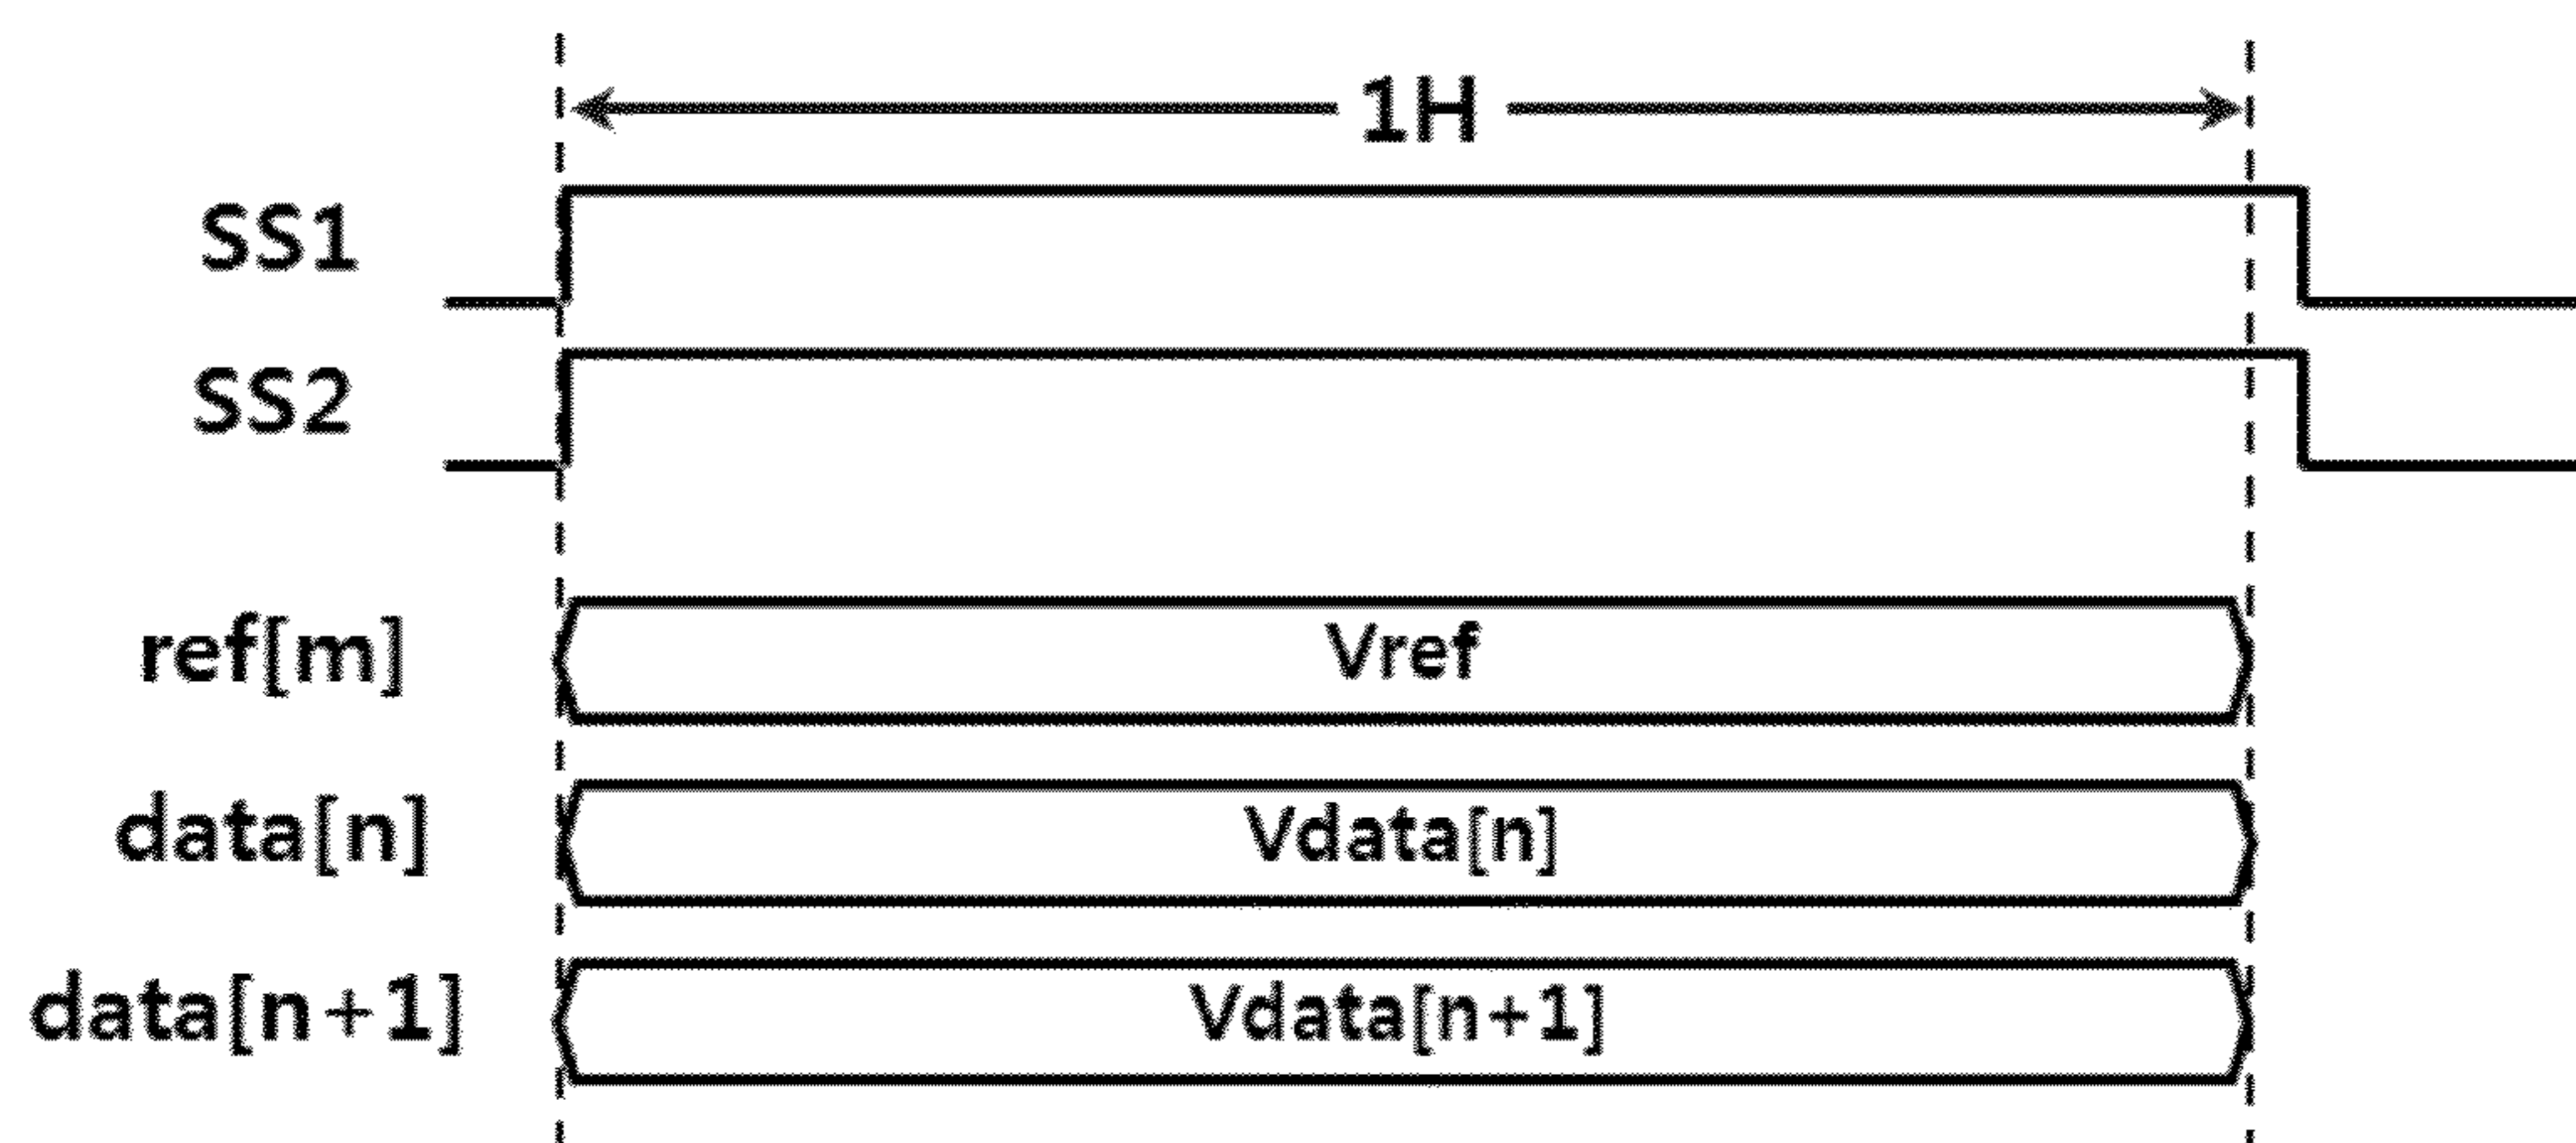 1H
SS1
SS2
ref[m] Vref
data[n] Vdata[n]
data[n+1] Vdata[n+1]